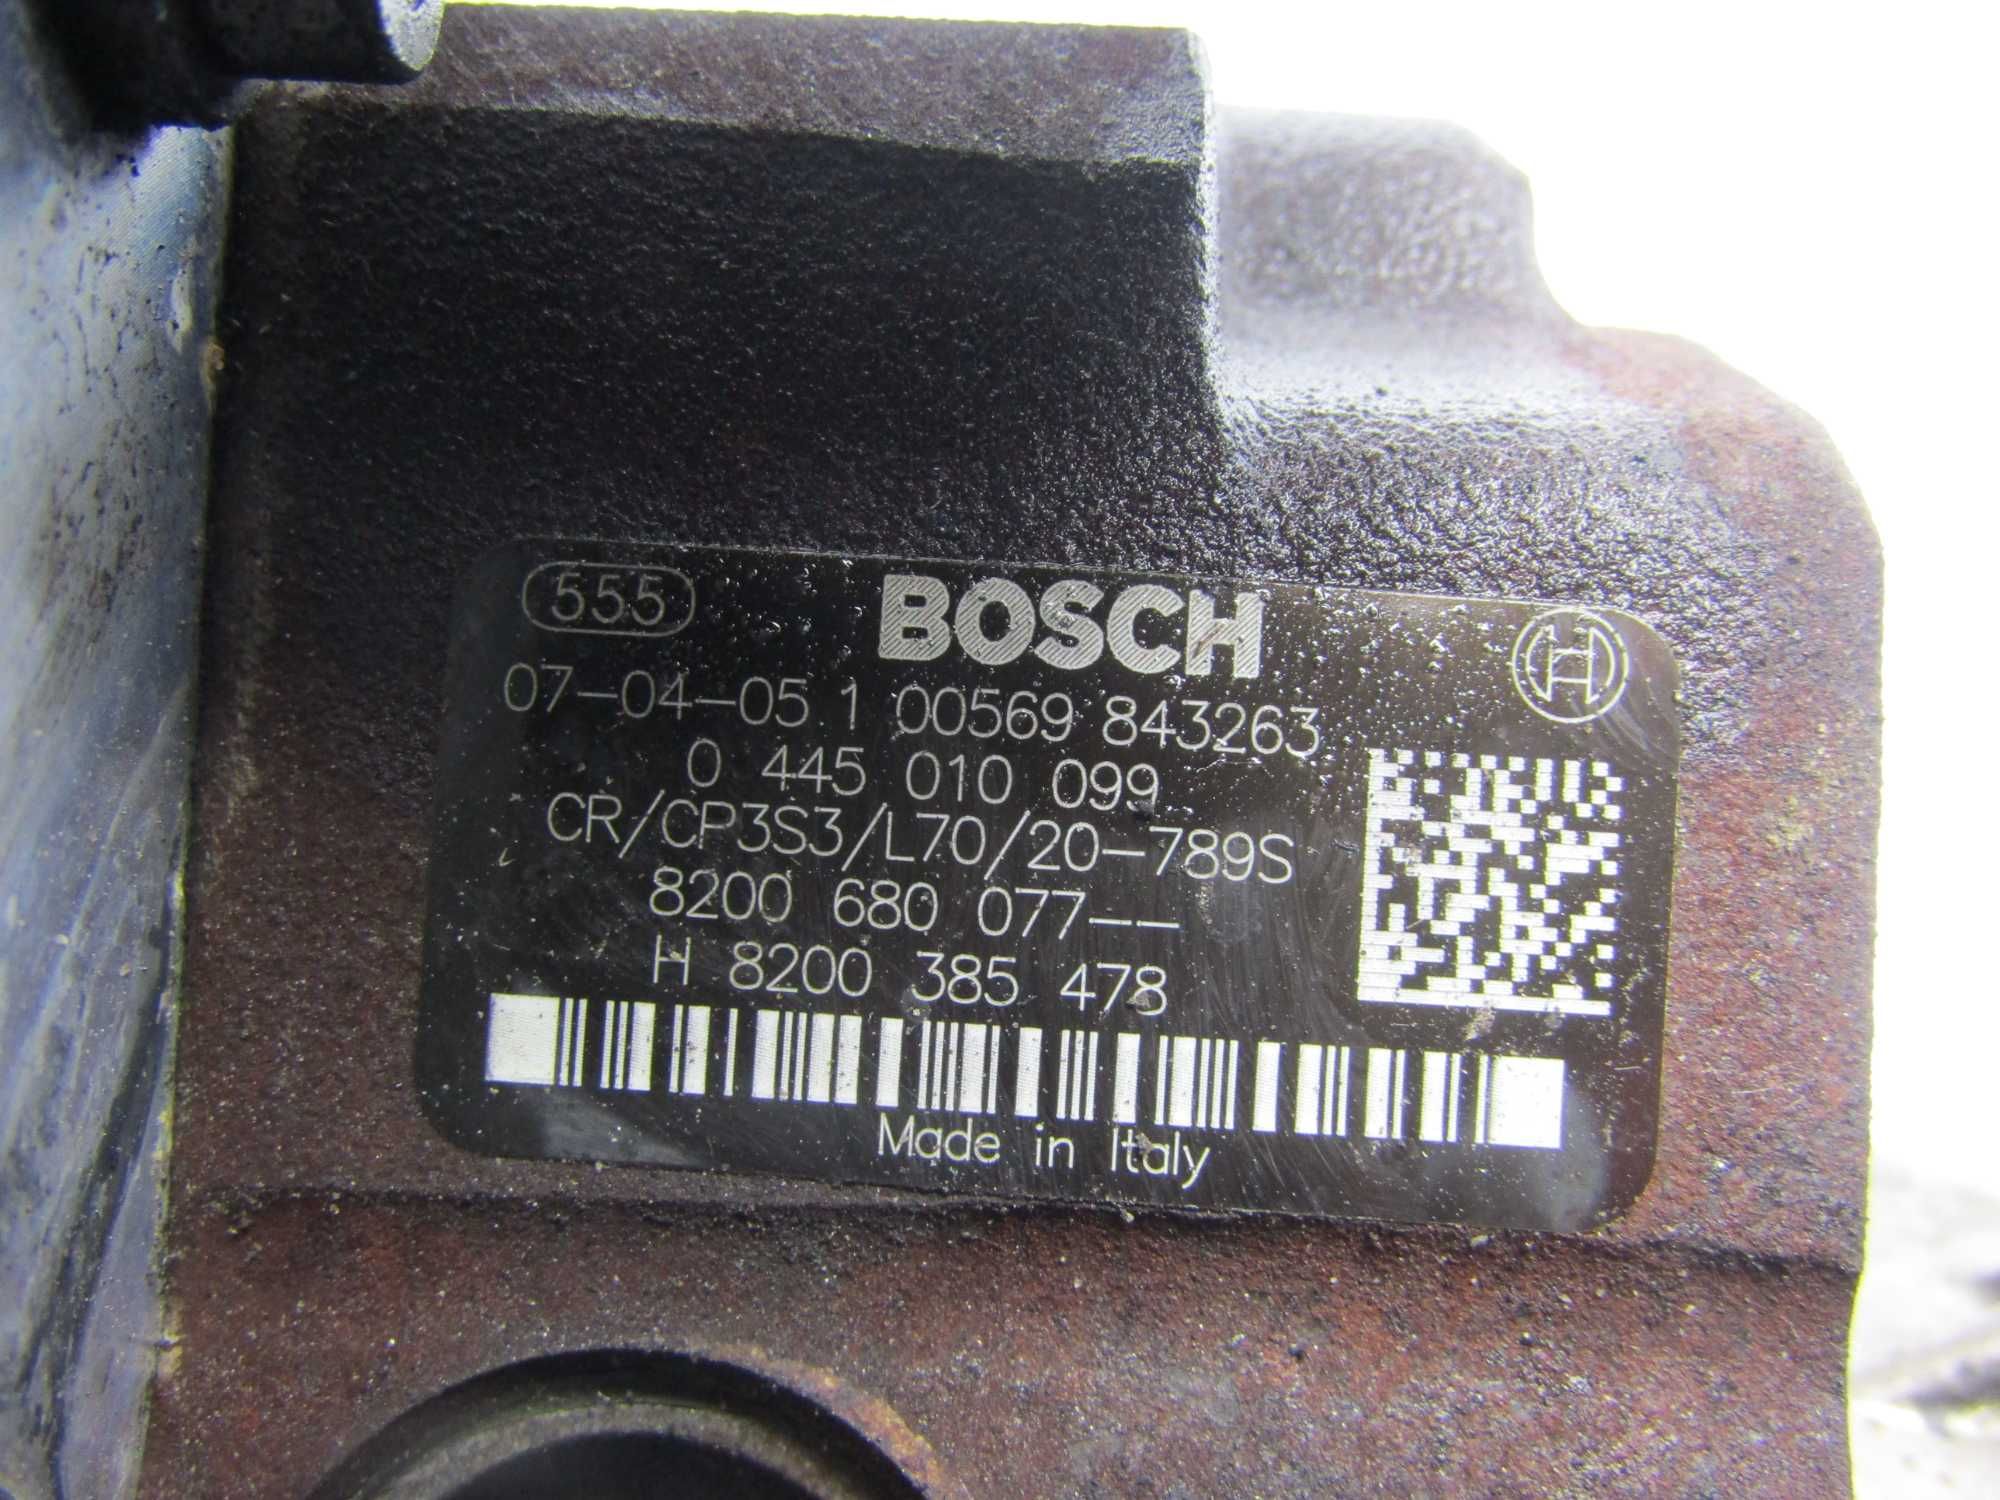 555 BOSCH
07-04-05 1 00569 843263
0 445 010 099
CR/CP3S3/L70/20-789S
8200 680 077--
H 8200 385 478
Made in Italy